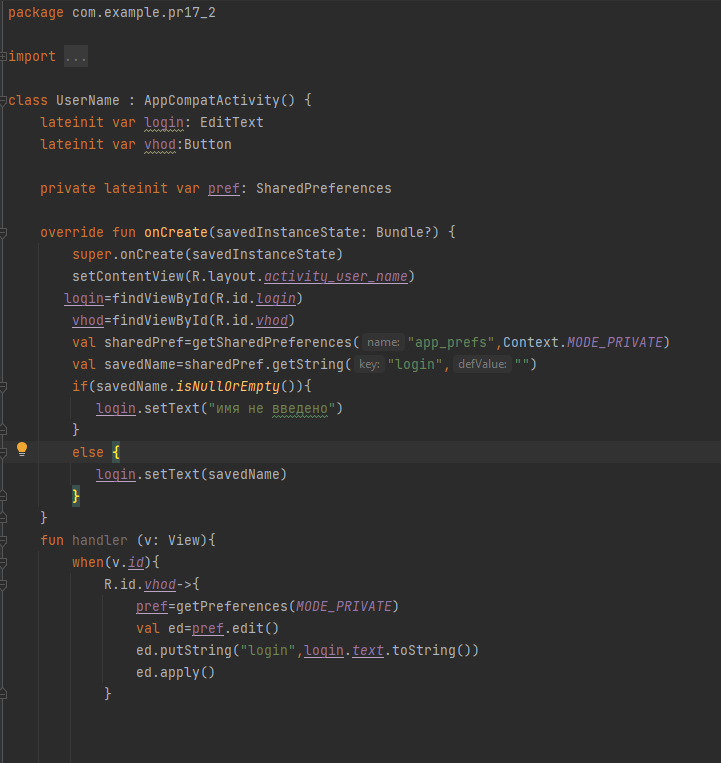 package com.example.pr17_2
import ...
class UserName : AppCompatActivity() {
lateinit var login: EditText
lateinit var vhod:Button
private lateinit var pref: SharedPreferences
override fun onCreate(savedInstanceState: Bundle?) {
super.onCreate(savedInstanceState)
setContentView(R.layout.activity_user_name)
login=findViewById(R.id.login)
vhod=findViewById(R.id.vhod)
val sharedPref=getSharedPreferences( name: "app_prefs",Context.MODE_PRIVATE)
val savedName=sharedPref.getString( key: "login", defValue: "")
if(savedName.isNullOrEmpty()){
login.setText("имя не введено")
}
else {
login.setText(savedName)
}
}
fun handler (v: View){
when(v.id){
R.id.vhod->{
pref=getPreferences(MODE_PRIVATE)
val ed=pref.edit()
ed.putString("login",login.text.toString())
ed.apply()
}